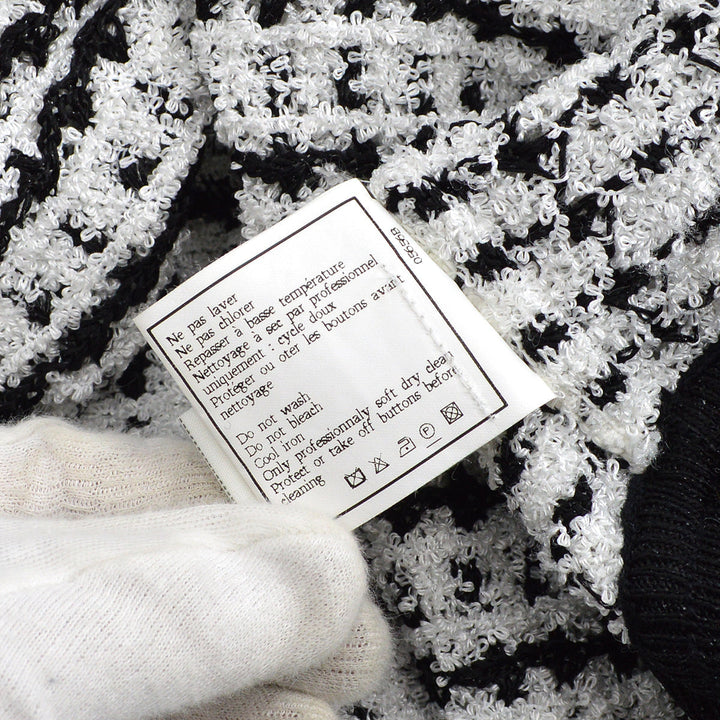 Ne pas laver
Ne pas chlorer
Repasser à basse température
Nettoyage à sec par professionnel
uniquement : cycle doux
Protéger ou oter les boutons avant
nettoyage
Do not wash
Do not bleach
Cool iron
Only professionnaly soft dry clean
Protect or take off buttons before
cleaning
P